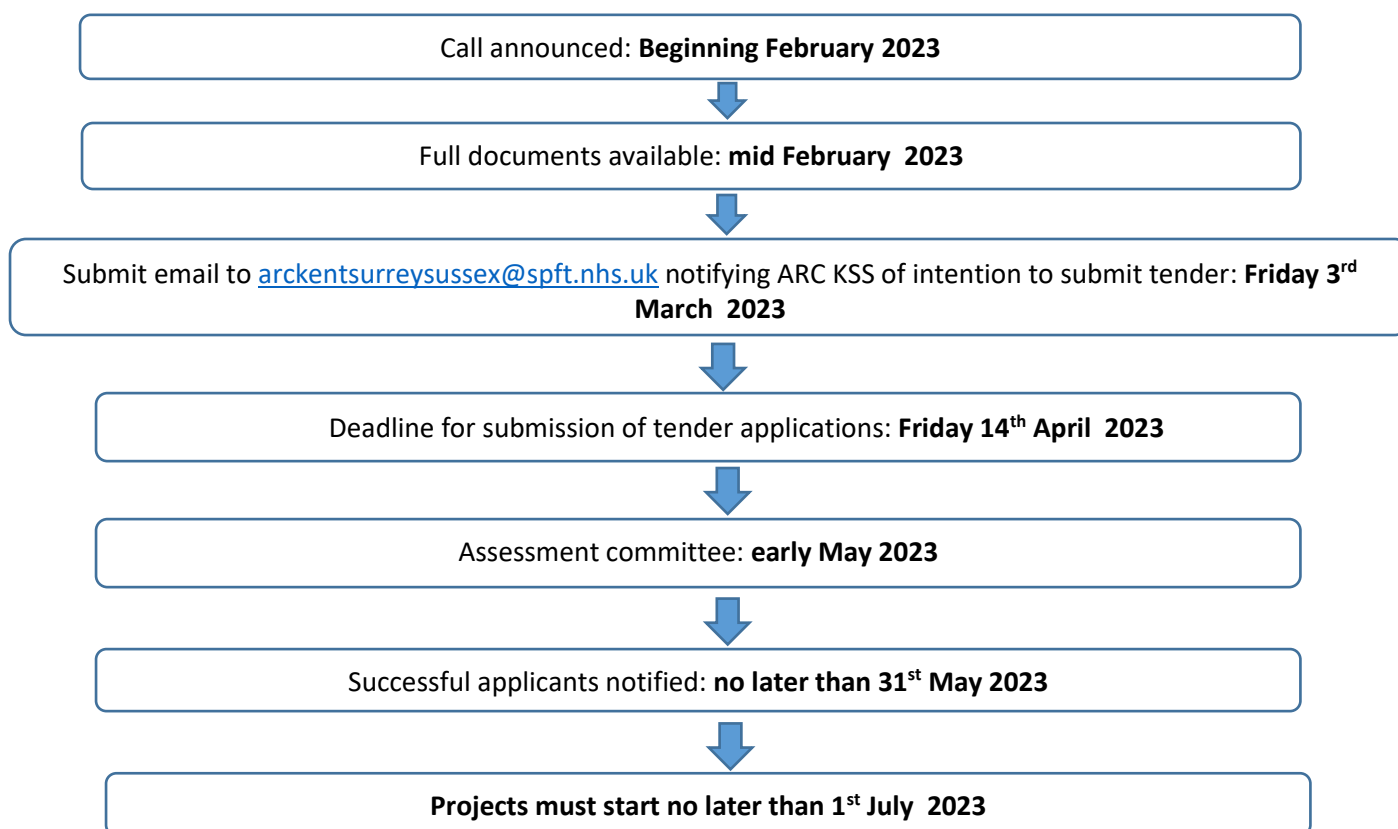 Call announced: Beginning February 2023
Full documents available: mid February 2023
Submit email to arckentsurreysussex@spft.nhs.uk notifying ARC KSS of intention to submit tender: Friday 3rd
March 2023
Deadline for submission of tender applications: Friday 14th April 2023
Assessment committee: early May 2023
Successful applicants notified: no later than 31st May 2023
Projects must start no later than 1st July 2023